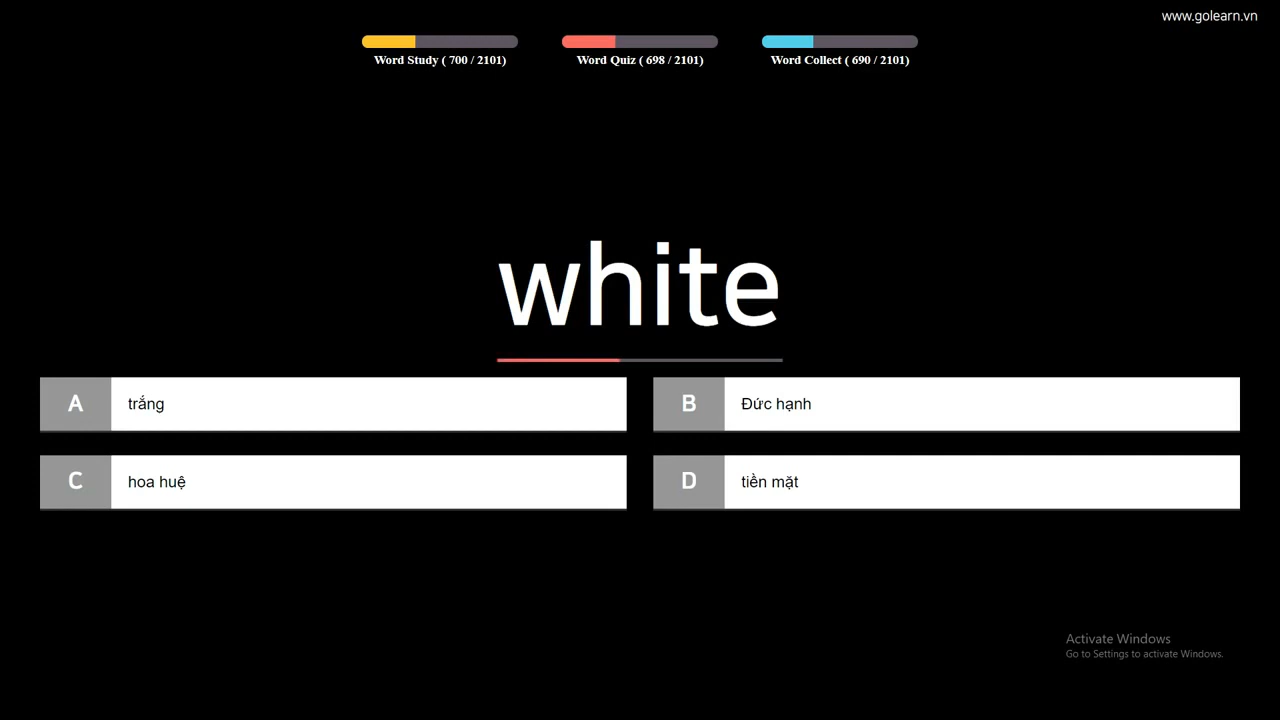 www.golearn.vn
Word Study ( 700 / 2101)
Word Quiz ( 698 / 2101)
Word Collect ( 690 / 2101)
white
A trắng
B Đức hạnh
C hoa huệ
D tiền mặt
Activate Windows
Go to Settings to activate Windows.